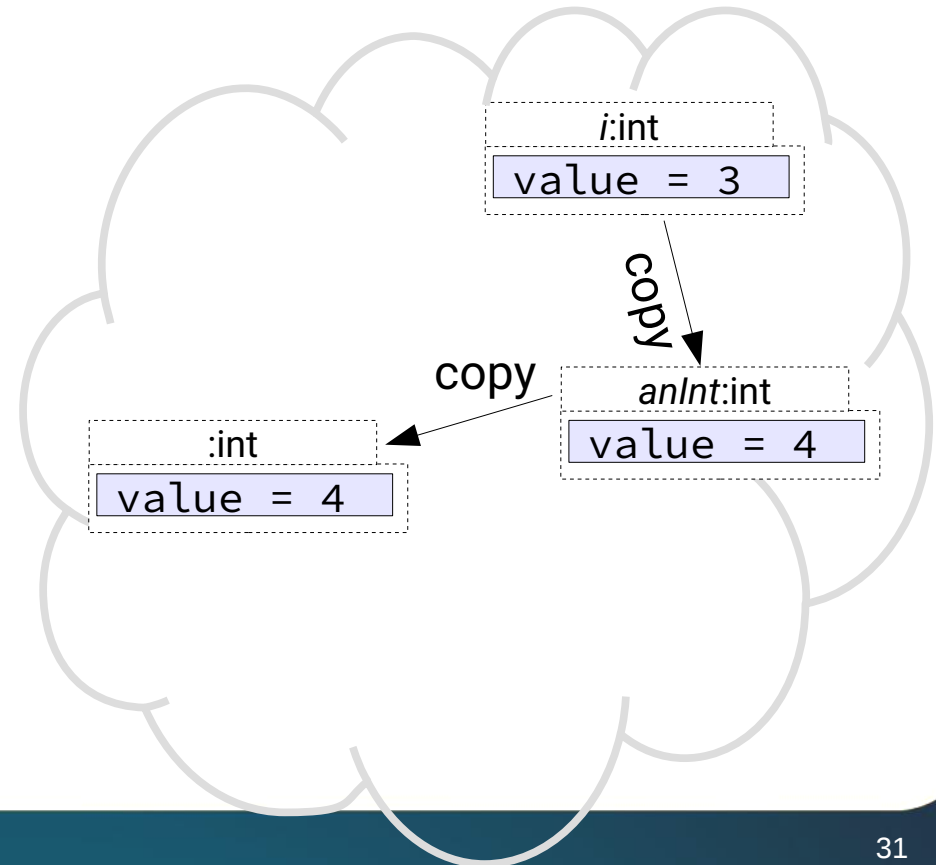 i:int
value = 3
copy
anInt:int
value = 4
copy
:int
value = 4
31